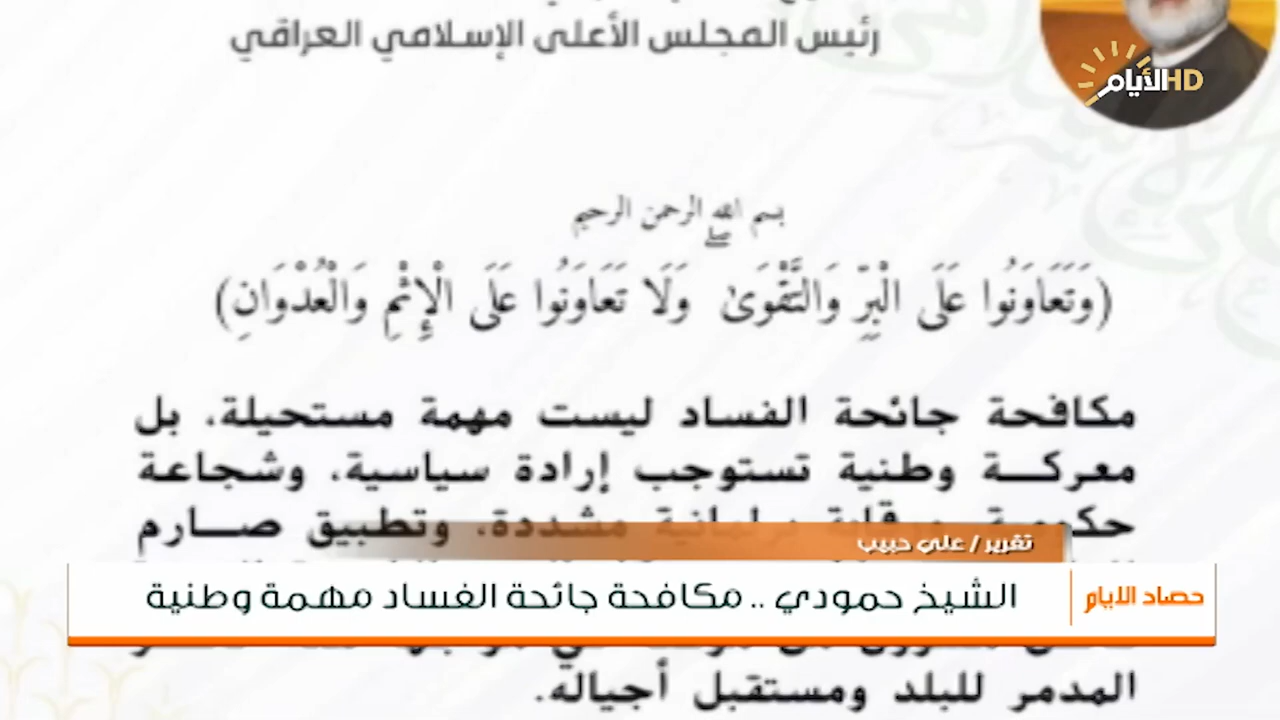 رئيس المجلس الأعلى الإسلامي العراقي
الأيام HD
بسم الله الرحمن الرحيم
(وَتَعَاوَنُوا عَلَى الْبِرِّ وَالتَّقْوَىٰ ۖ وَلَا تَعَاوَنُوا عَلَى الْإِثْمِ وَالْعُدْوَانِ)
مكافحة جائحة الفساد ليست مهمة مستحيلة، بل
معركة وطنية تستوجب إرادة سياسية، وشجاعة
حكومية ورقابة برلمانية مشددة، وتطبيق صارم
تقرير / علي حبيب
حصاد الايام
الشيخ حمودي .. مكافحة جائحة الفساد مهمة وطنية
المدمر للبلد ومستقبل أجياله.